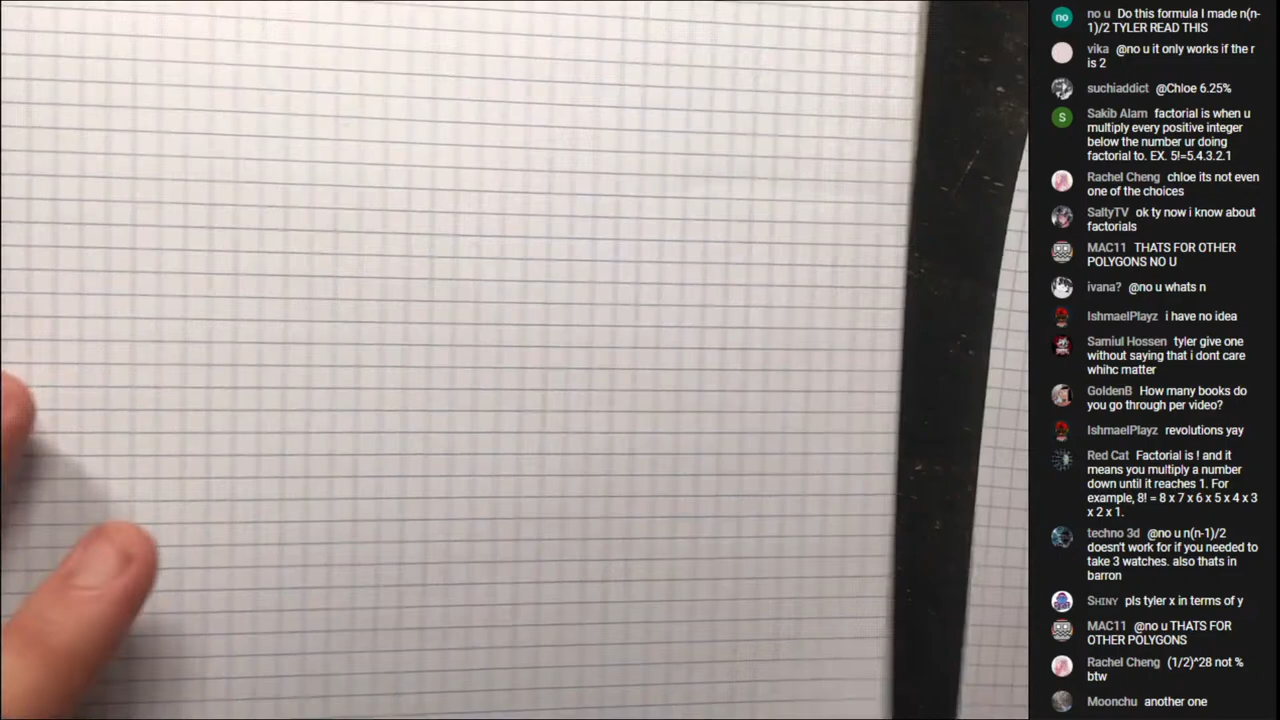 no
no u Do this formula I made n(n-
1)/2 TYLER READ THIS
vika @no u it only works if the r
is 2
suchiaddict @Chloe 6.25%
S
Sakib Alam factorial is when u
multiply every positive integer
below the number ur doing
factorial to. EX. 5!=5.4.3.2.1
Rachel Cheng chloe its not even
one of the choices
SaltyTV ok ty now i know about
factorials
MAC11 THATS FOR OTHER
POLYGONS NO U
ivana? @no u whats n
IshmaelPlayz i have no idea
Samiul Hossen tyler give one
without saying that i dont care
whihc matter
GoldenB How many books do
you go through per video?
IshmaelPlayz revolutions yay
Red Cat Factorial is ! and it
means you multiply a number
down until it reaches 1. For
example, 8! = 8 x 7 x 6 x 5 x 4 x 3
x 2 x 1.
techno 3d @no u n(n-1)/2
doesn't work for if you needed to
take 3 watches. also thats in
barron
Shiny pls tyler x in terms of y
MAC11 @no u THATS FOR
OTHER POLYGONS
Rachel Cheng (1/2)^28 not %
btw
Moonchu another one